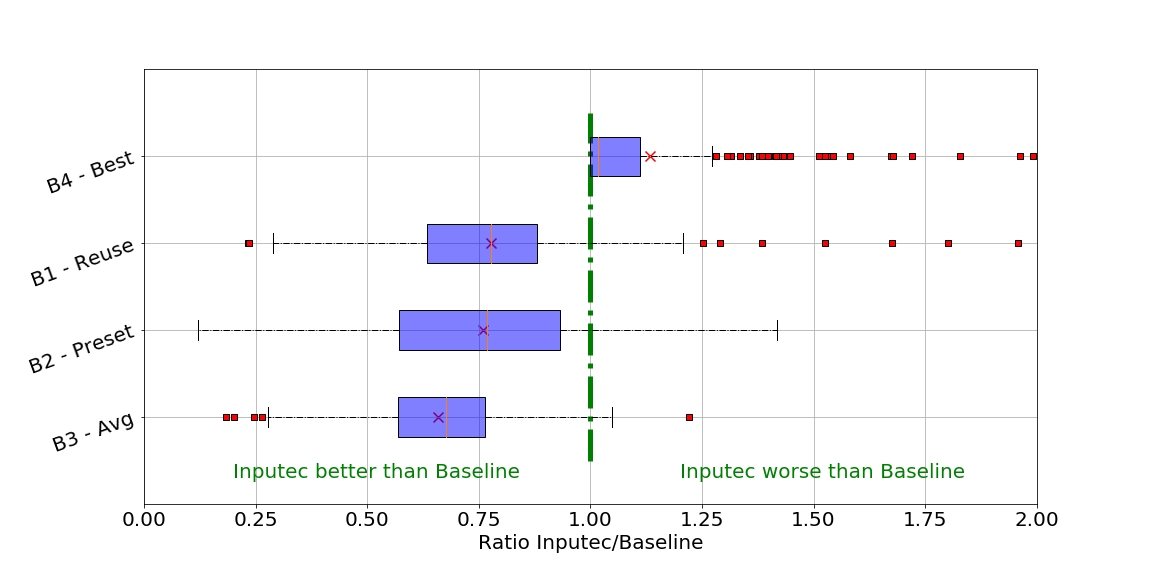 B4 - Best
B1 - Reuse
B2 - Preset
B3 - Avg
Inputec better than Baseline
Inputec worse than Baseline
0.00 0.25 0.50 0.75 1.00 1.25 1.50 1.75 2.00
Ratio Inputec/Baseline